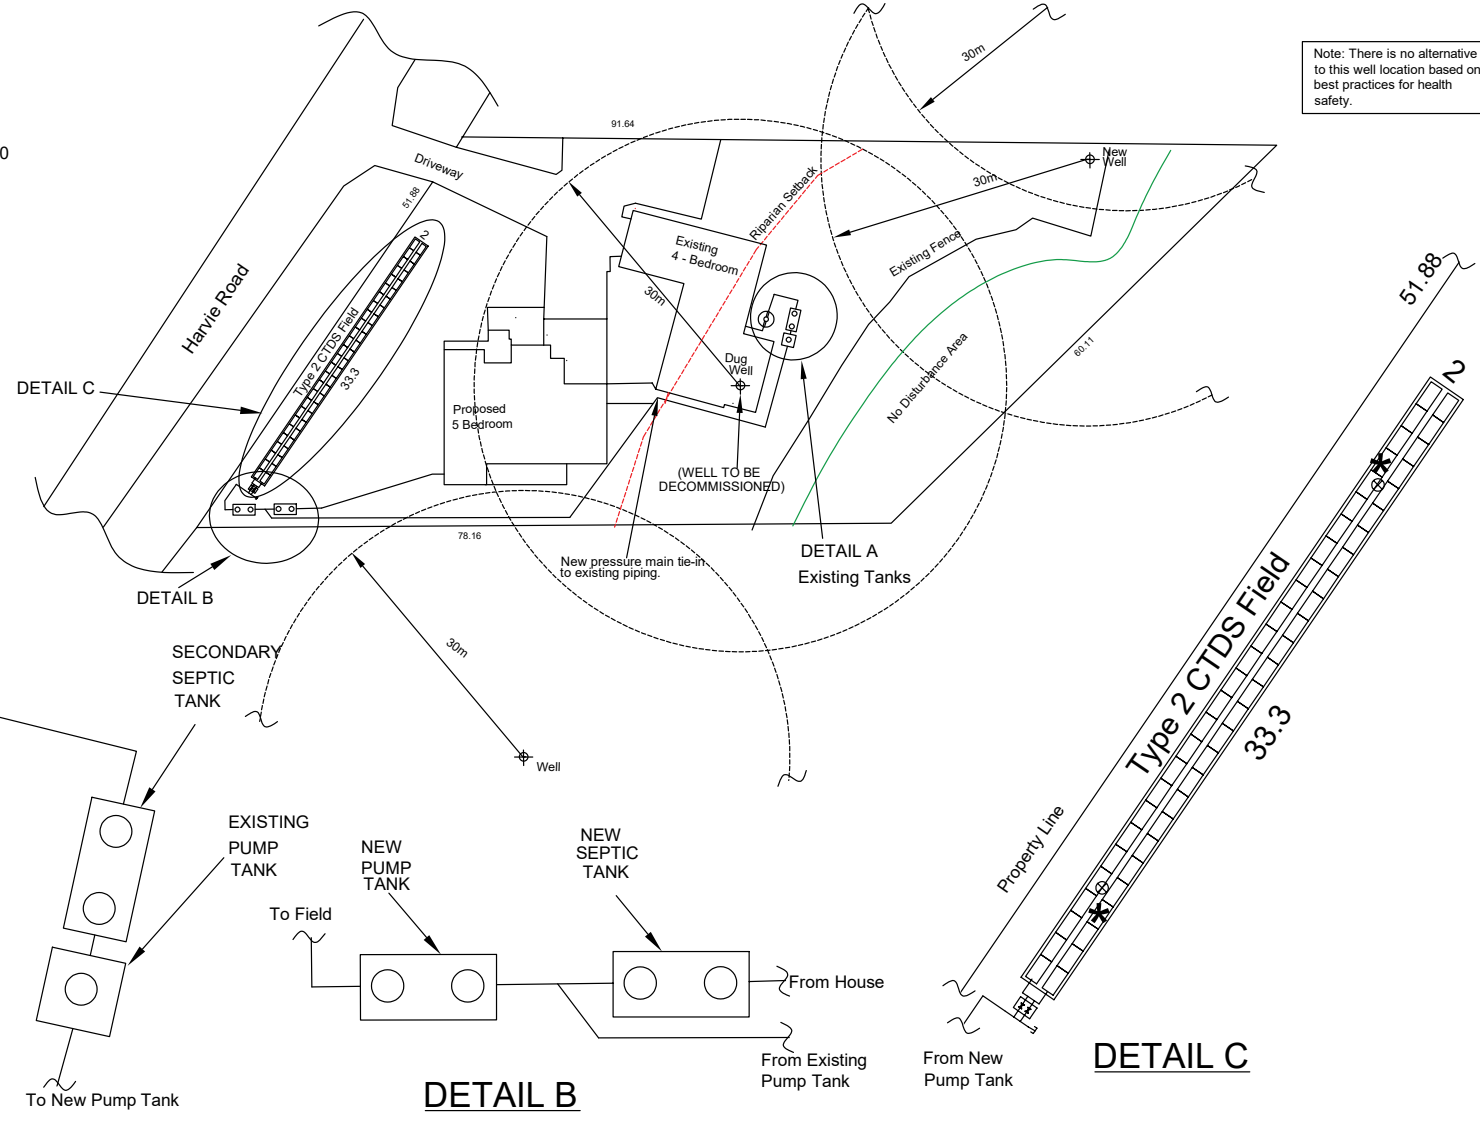 Note: There is no alternative
to this well location based on
best practices for health
safety.
0
30m
91.64
Driveway
New
Well
30m
51.88
Riparian Setback
2
Existing
4 - Bedroom
Existing Fence
Harvie Road
30m
51.88
Type 2 CTDS Field
33.3
Dug
Well
60.11
No Disturbance Area
DETAIL C
Proposed
5 Bedroom
2
(WELL TO BE
DECOMMISSIONED)
78.16
New pressure main tie-in
to existing piping.
DETAIL A
Existing Tanks
DETAIL B
*
30m
Type 2 CTDS Field
33.3
SECONDARY
SEPTIC
TANK
Well
EXISTING
PUMP
TANK
NEW
PUMP
TANK
NEW
SEPTIC
TANK
Property Line
To Field
*
From House
From Existing
Pump Tank
From New
Pump Tank
To New Pump Tank
DETAIL B
DETAIL C